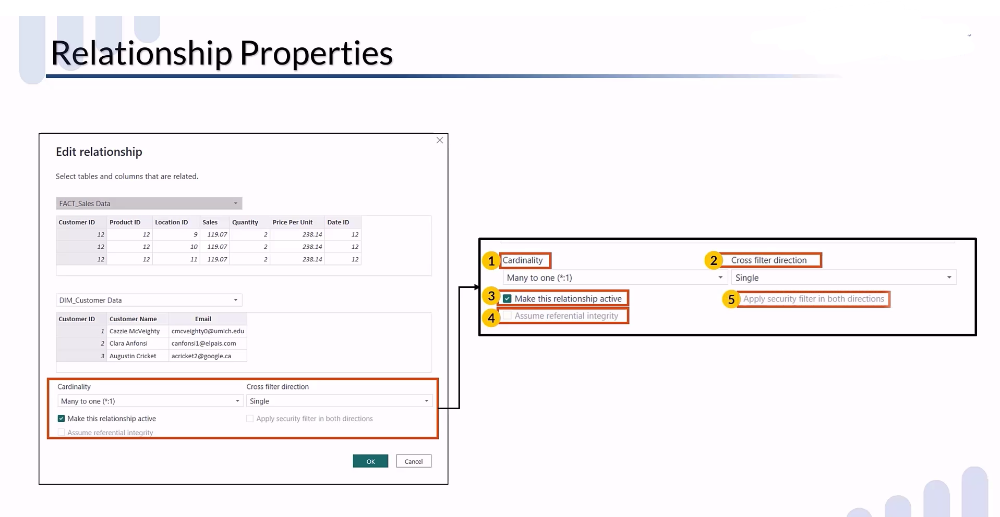 Relationship Properties
Edit relationship
Select tables and columns that are related.
FACT_Sales Data
Customer ID Product ID Location ID Sales Quantity Price Per Unit Date ID
12 12 9 119.07 2 238.14 12
12 12 10 119.07 2 238.14 12
12 12 11 119.07 2 238.14 12
DIM_Customer Data
Customer ID Customer Name Email
1 Cazzie McVeighty cmcveighty0@umich.edu
2 Clara Anfonsi canfonsi1@elpais.com
3 Augustin Cricket acricket2@google.ca
Cardinality Cross filter direction
Many to one (*:1) Single
Make this relationship active Apply security filter in both directions
Assume referential integrity
OK Cancel
1 Cardinality 2 Cross filter direction
Many to one (*:1) Single
3 Make this relationship active 5 Apply security filter in both directions
4 Assume referential integrity